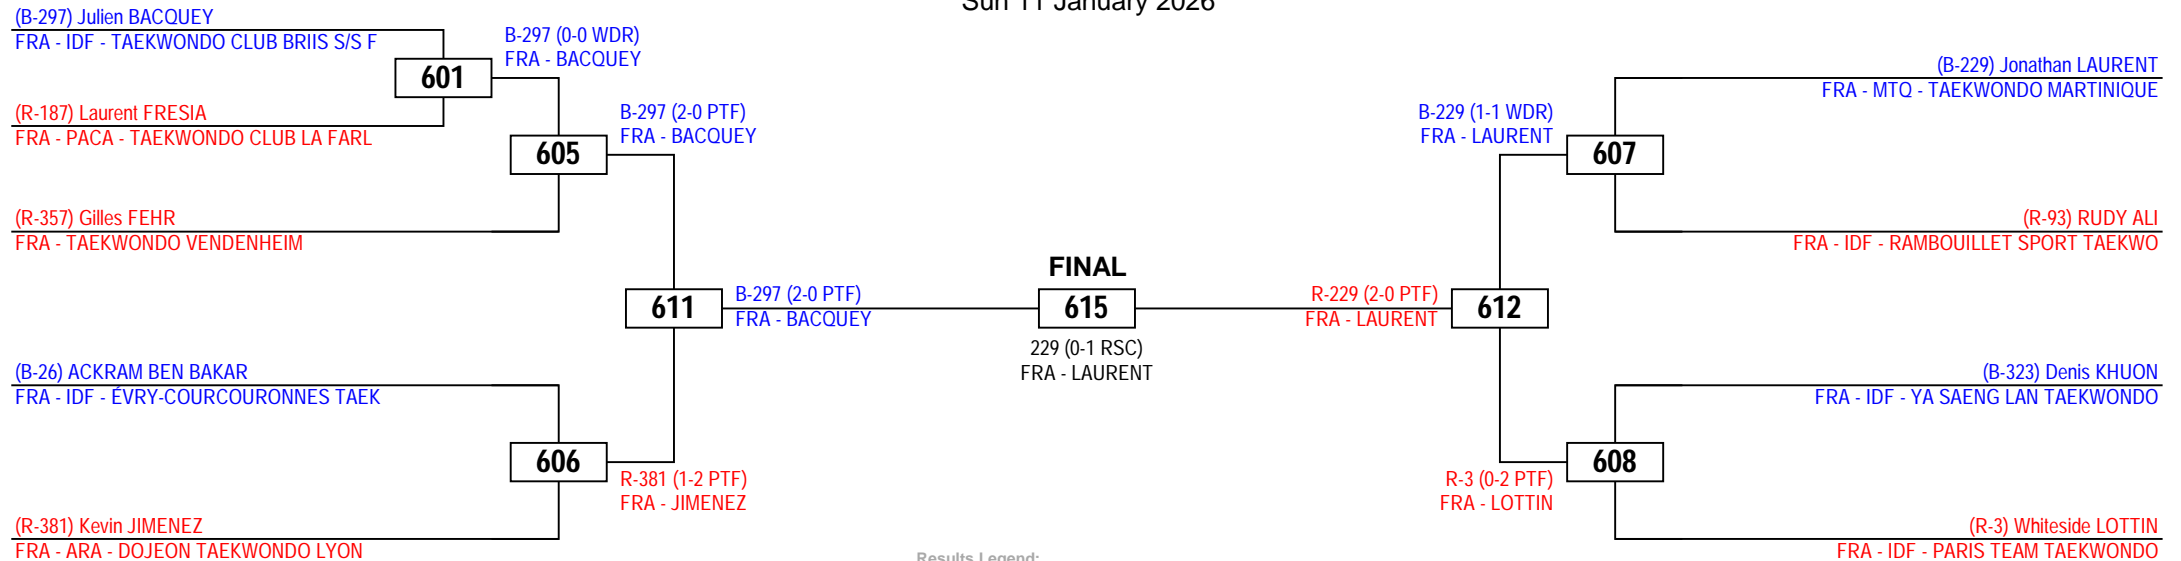 Sun 11 January 2026
(B-297) Julien BACQUEY
FRA - IDF - TAEKWONDO CLUB BRIIS S/S F
B-297 (0-0 WDR)
FRA - BACQUEY
601
(R-187) Laurent FRESIA
FRA - PACA - TAEKWONDO CLUB LA FARL
B-297 (2-0 PTF)
FRA - BACQUEY
605
(R-357) Gilles FEHR
FRA - TAEKWONDO VENDENHEIM
611
B-297 (2-0 PTF)
FRA - BACQUEY
(B-26) ACKRAM BEN BAKAR
FRA - IDF - ÉVRY-COURCOURONNES TAEK
606
R-381 (1-2 PTF)
FRA - JIMENEZ
(R-381) Kevin JIMENEZ
FRA - ARA - DOJEON TAEKWONDO LYON
FINAL
615
229 (0-1 RSC)
FRA - LAURENT
(B-229) Jonathan LAURENT
FRA - MTQ - TAEKWONDO MARTINIQUE
B-229 (1-1 WDR)
FRA - LAURENT
607
(R-93) RUDY ALI
FRA - IDF - RAMBOUILLET SPORT TAEKWO
R-229 (2-0 PTF)
FRA - LAURENT
612
(B-323) Denis KHUON
FRA - IDF - YA SAENG LAN TAEKWONDO
608
R-3 (0-2 PTF)
FRA - LOTTIN
(R-3) Whiteside LOTTIN
FRA - IDF - PARIS TEAM TAEKWONDO
Results Legend: